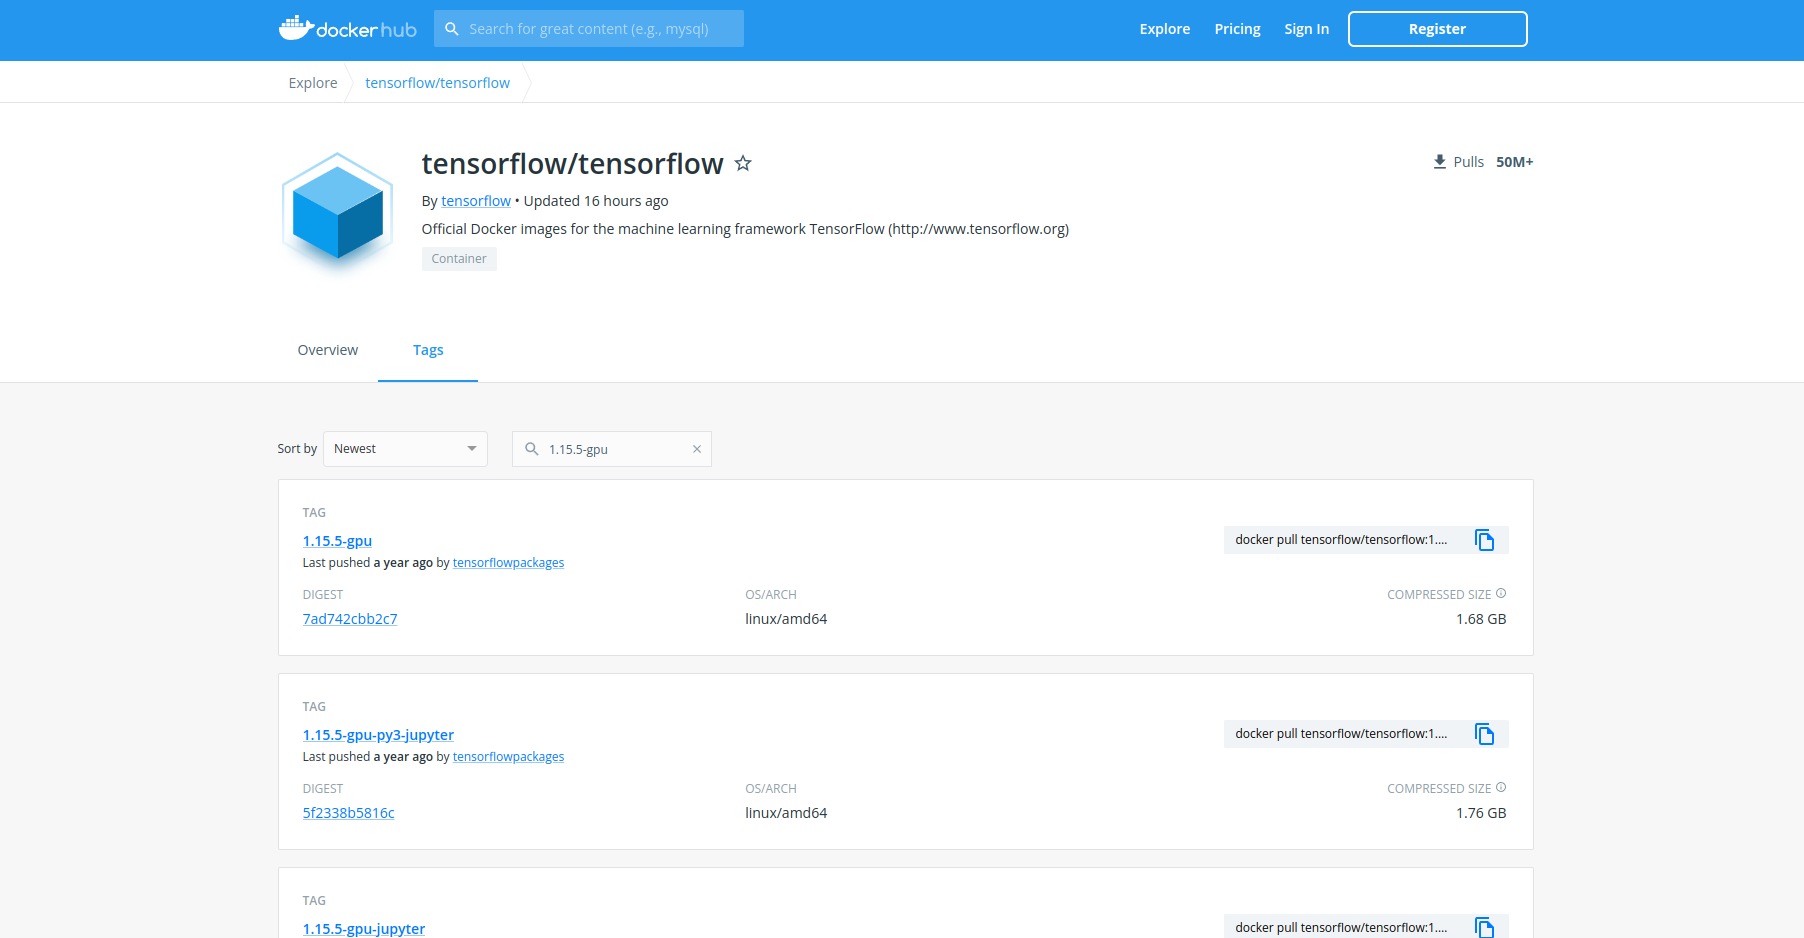 docker hub
Search for great content (e.g., mysql)
Explore
Pricing
Sign In
Register
Explore
tensorflow/tensorflow
tensorflow/tensorflow
Pulls 50M+
By tensorflow • Updated 16 hours ago
Official Docker images for the machine learning framework TensorFlow (http://www.tensorflow.org)
Container
Overview
Tags
Sort by
Newest
1.15.5-gpu
TAG
1.15.5-gpu
docker pull tensorflow/tensorflow:1....
Last pushed a year ago by tensorflowpackages
DIGEST
OS/ARCH
COMPRESSED SIZE
7ad742cbb2c7
linux/amd64
1.68 GB
TAG
1.15.5-gpu-py3-jupyter
docker pull tensorflow/tensorflow:1....
Last pushed a year ago by tensorflowpackages
DIGEST
OS/ARCH
COMPRESSED SIZE
5f2338b5816c
linux/amd64
1.76 GB
TAG
1.15.5-gpu-jupyter
docker pull tensorflow/tensorflow:1....